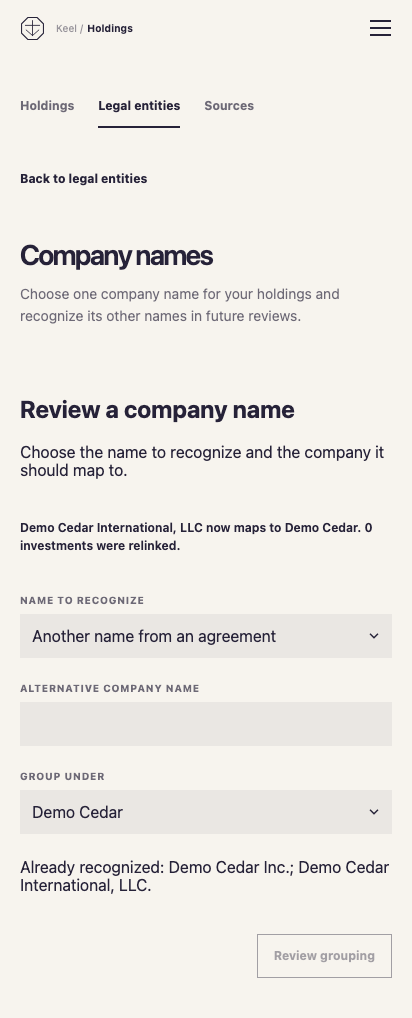 Keel / Holdings
Holdings Legal entities Sources
Back to legal entities
Company names
Choose one company name for your holdings and
recognize its other names in future reviews.
Review a company name
Choose the name to recognize and the company it
should map to.
Demo Cedar International, LLC now maps to Demo Cedar. 0
investments were relinked.
NAME TO RECOGNIZE
Another name from an agreement
ALTERNATIVE COMPANY NAME
GROUP UNDER
Demo Cedar
Already recognized: Demo Cedar Inc.; Demo Cedar
International, LLC.
Review grouping